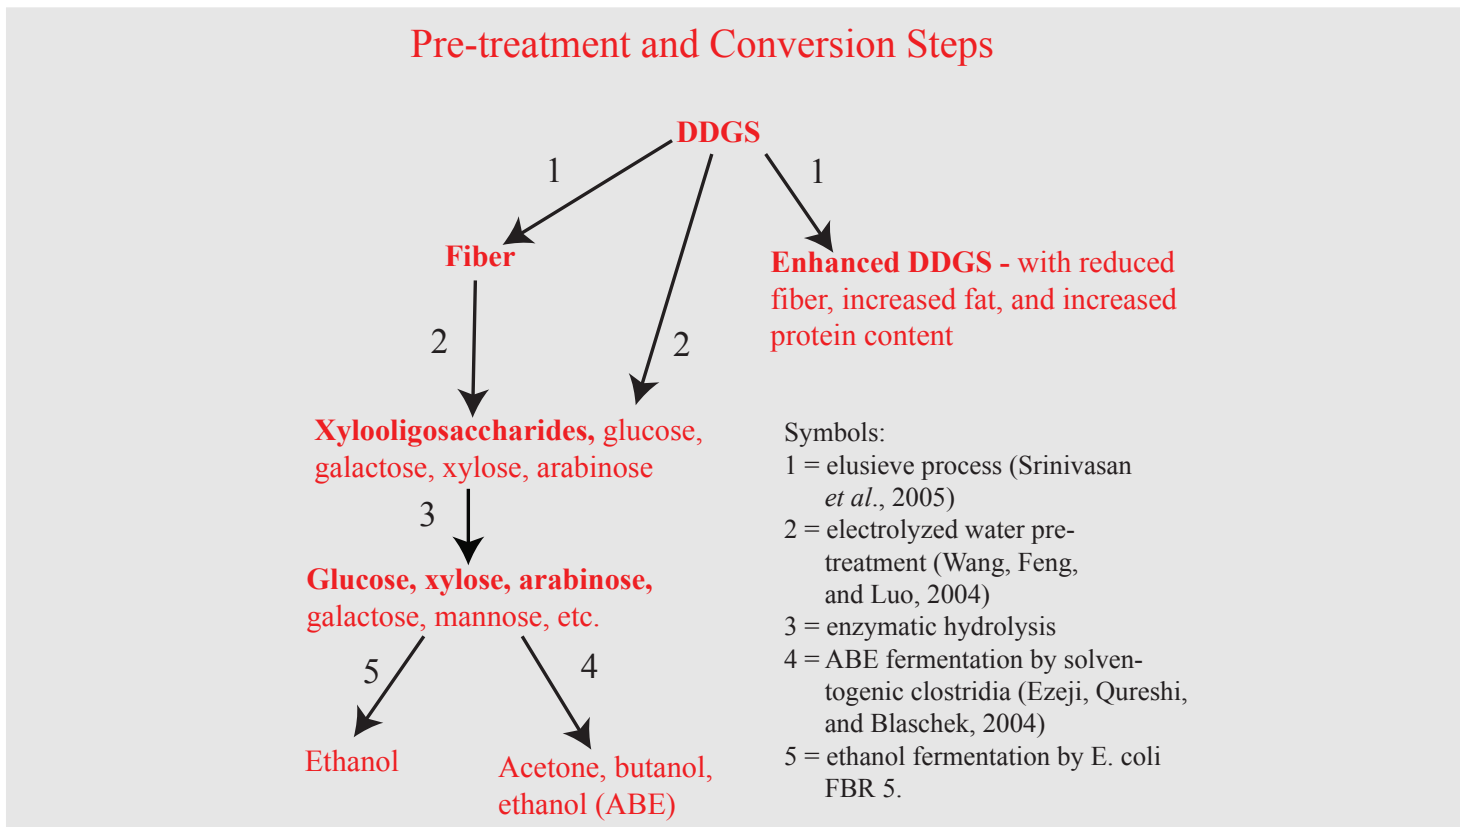 Pre-treatment and Conversion Steps
DDGS
1
1
Fiber
Enhanced DDGS - with reduced
fiber, increased fat, and increased
protein content
2
2
Xylooligosaccharides, glucose,
galactose, xylose, arabinose
3
Glucose, xylose, arabinose,
galactose, mannose, etc.
5
4
Ethanol
Acetone, butanol,
ethanol (ABE)
Symbols:
1 = elusieve process (Srinivasan
et al., 2005)
2 = electrolyzed water pre-
treatment (Wang, Feng,
and Luo, 2004)
3 = enzymatic hydrolysis
4 = ABE fermentation by solven-
togenic clostridia (Ezeji, Qureshi,
and Blaschek, 2004)
5 = ethanol fermentation by E. coli
FBR 5.